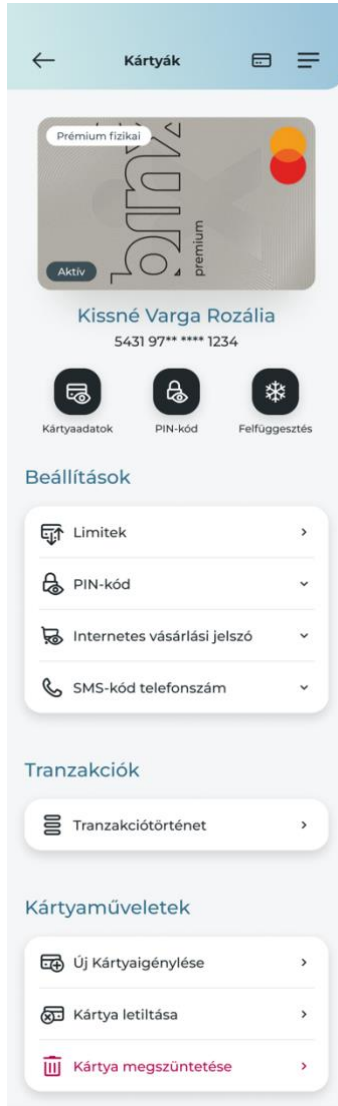 Kártyák
Prémium fizikai
bnx
premium
Aktív
Kissné Varga Rozália
5431 97** **** 1234
Kártyaadatok
PIN-kód
Felfüggesztés
Beállítások
Limitek
PIN-kód
Internetes vásárlási jelszó
SMS-kód telefonszám
Tranzakciók
Tranzakciótörténet
Kártyaműveletek
Új Kártyaigénylése
Kártya letiltása
Kártya megszüntetése